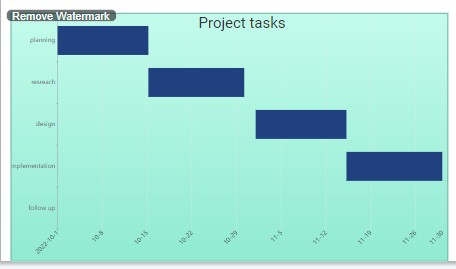 Remove Watermark
Project tasks
planning
resreach
design
mplementation
follow up
2022-10-1 10-8 10-15 10-22 10-29 11-5 11-12 11-19 11-26 11-30